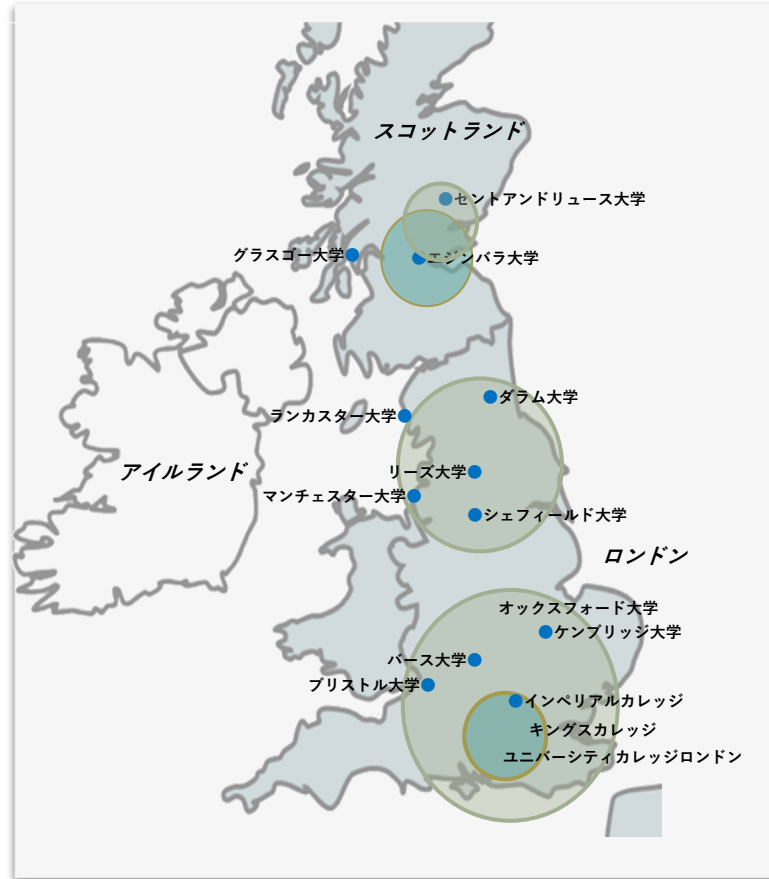 スコットランド
セントアンドリュース大学
グラスゴー大学
エジンバラ大学
ダラム大学
ランカスター大学
アイルランド
リーズ大学
マンチェスター大学
シェフィールド大学
ロンドン
オックスフォード大学
ケンブリッジ大学
バース大学
ブリストル大学
インペリアルカレッジ
キングスカレッジ
ユニバーシティカレッジロンドン